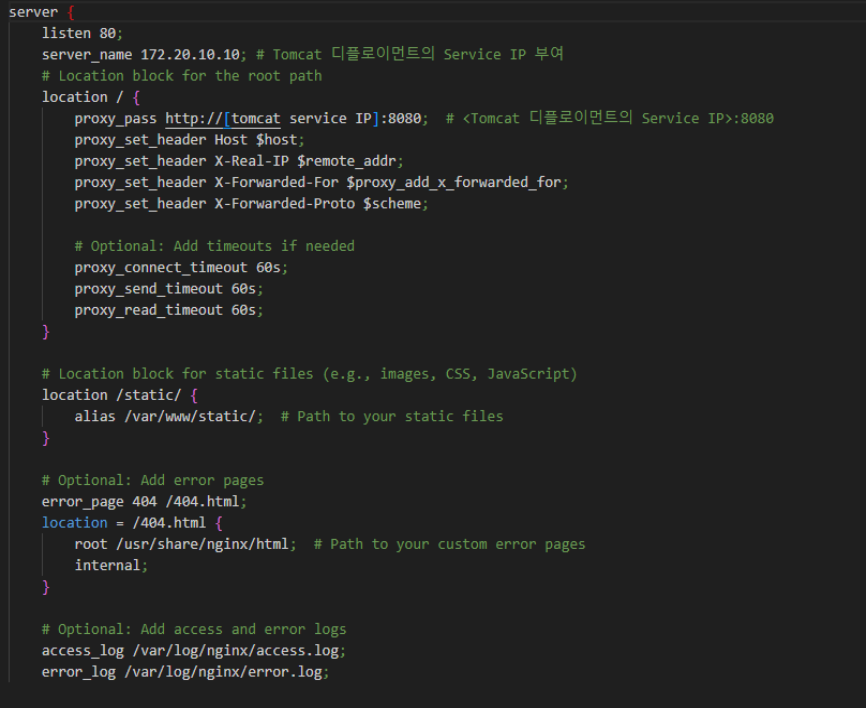 server {
listen 80;
server_name 172.20.10.10; # Tomcat 디플로이먼트의 Service IP 부여
# Location block for the root path
location / {
proxy_pass http://[tomcat service IP]:8080;  # <Tomcat 디플로이먼트의 Service IP>:8080
proxy_set_header Host $host;
proxy_set_header X-Real-IP $remote_addr;
proxy_set_header X-Forwarded-For $proxy_add_x_forwarded_for;
proxy_set_header X-Forwarded-Proto $scheme;
# Optional: Add timeouts if needed
proxy_connect_timeout 60s;
proxy_send_timeout 60s;
proxy_read_timeout 60s;
}
# Location block for static files (e.g., images, CSS, JavaScript)
location /static/ {
alias /var/www/static/;  # Path to your static files
}
# Optional: Add error pages
error_page 404 /404.html;
location = /404.html {
root /usr/share/nginx/html;  # Path to your custom error pages
internal;
}
# Optional: Add access and error logs
access_log /var/log/nginx/access.log;
error_log /var/log/nginx/error.log;